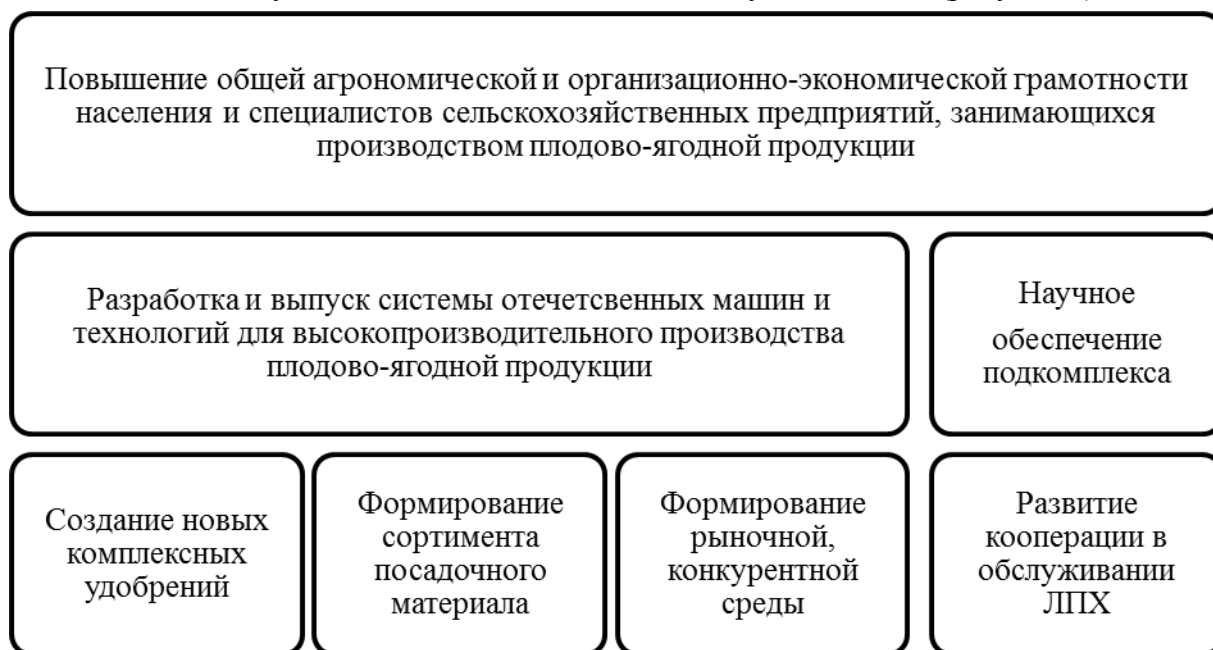 Повышение общей агрономической и организационно-экономической грамотности
населения и специалистов сельскохозяйственных предприятий, занимающихся
производством плодово-ягодной продукции
Разработка и выпуск системы отечетсвенных машин и
технологий для высокопроизводительного производства
плодово-ягодной продукции
Научное
обеспечение
подкомплекса
Создание новых
комплексных
удобрений
Формирование
сортимента
посадочного
материала
Формирование
рыночной,
конкурентной
среды
Развитие
кооперации в
обслуживании
ЛПХ